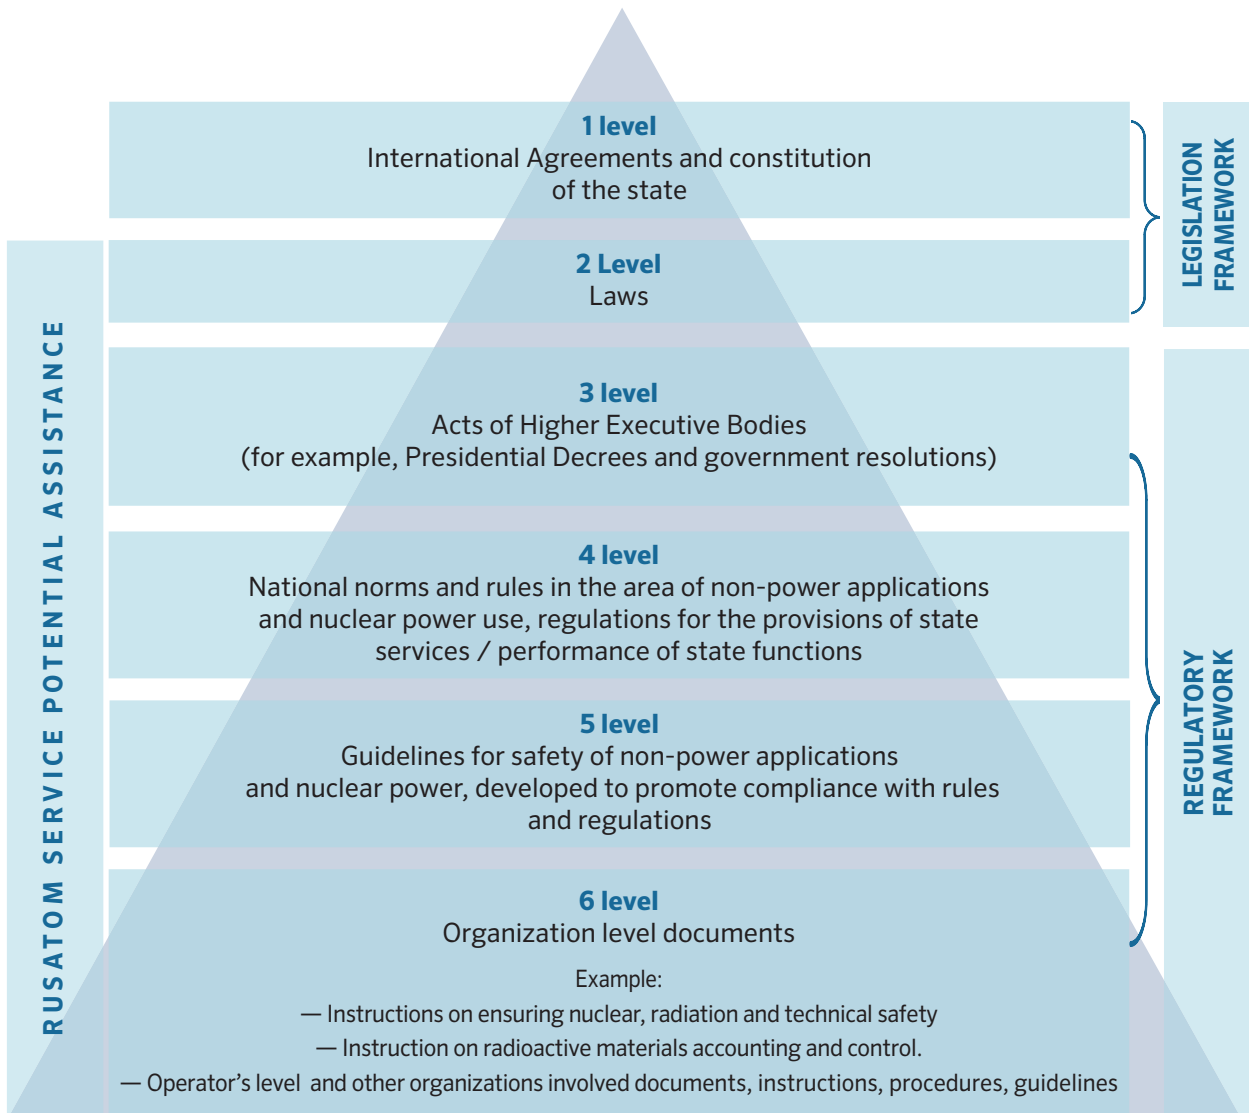 1 level
International Agreements and constitution
of the state
LEGISLATION
FRAMEWORK
2 Level
Laws
RUSATOM SERVICE POTENTIAL ASSISTANCE
3 level
Acts of Higher Executive Bodies
(for example, Presidential Decrees and government resolutions)
4 level
National norms and rules in the area of non-power applications
and nuclear power use, regulations for the provisions of state
services / performance of state functions
REGULATORY
FRAMEWORK
5 level
Guidelines for safety of non-power applications
and nuclear power, developed to promote compliance with rules
and regulations
6 level
Organization level documents
Example:
— Instructions on ensuring nuclear, radiation and technical safety
— Instruction on radioactive materials accounting and control.
— Operator’s level and other organizations involved documents, instructions, procedures, guidelines